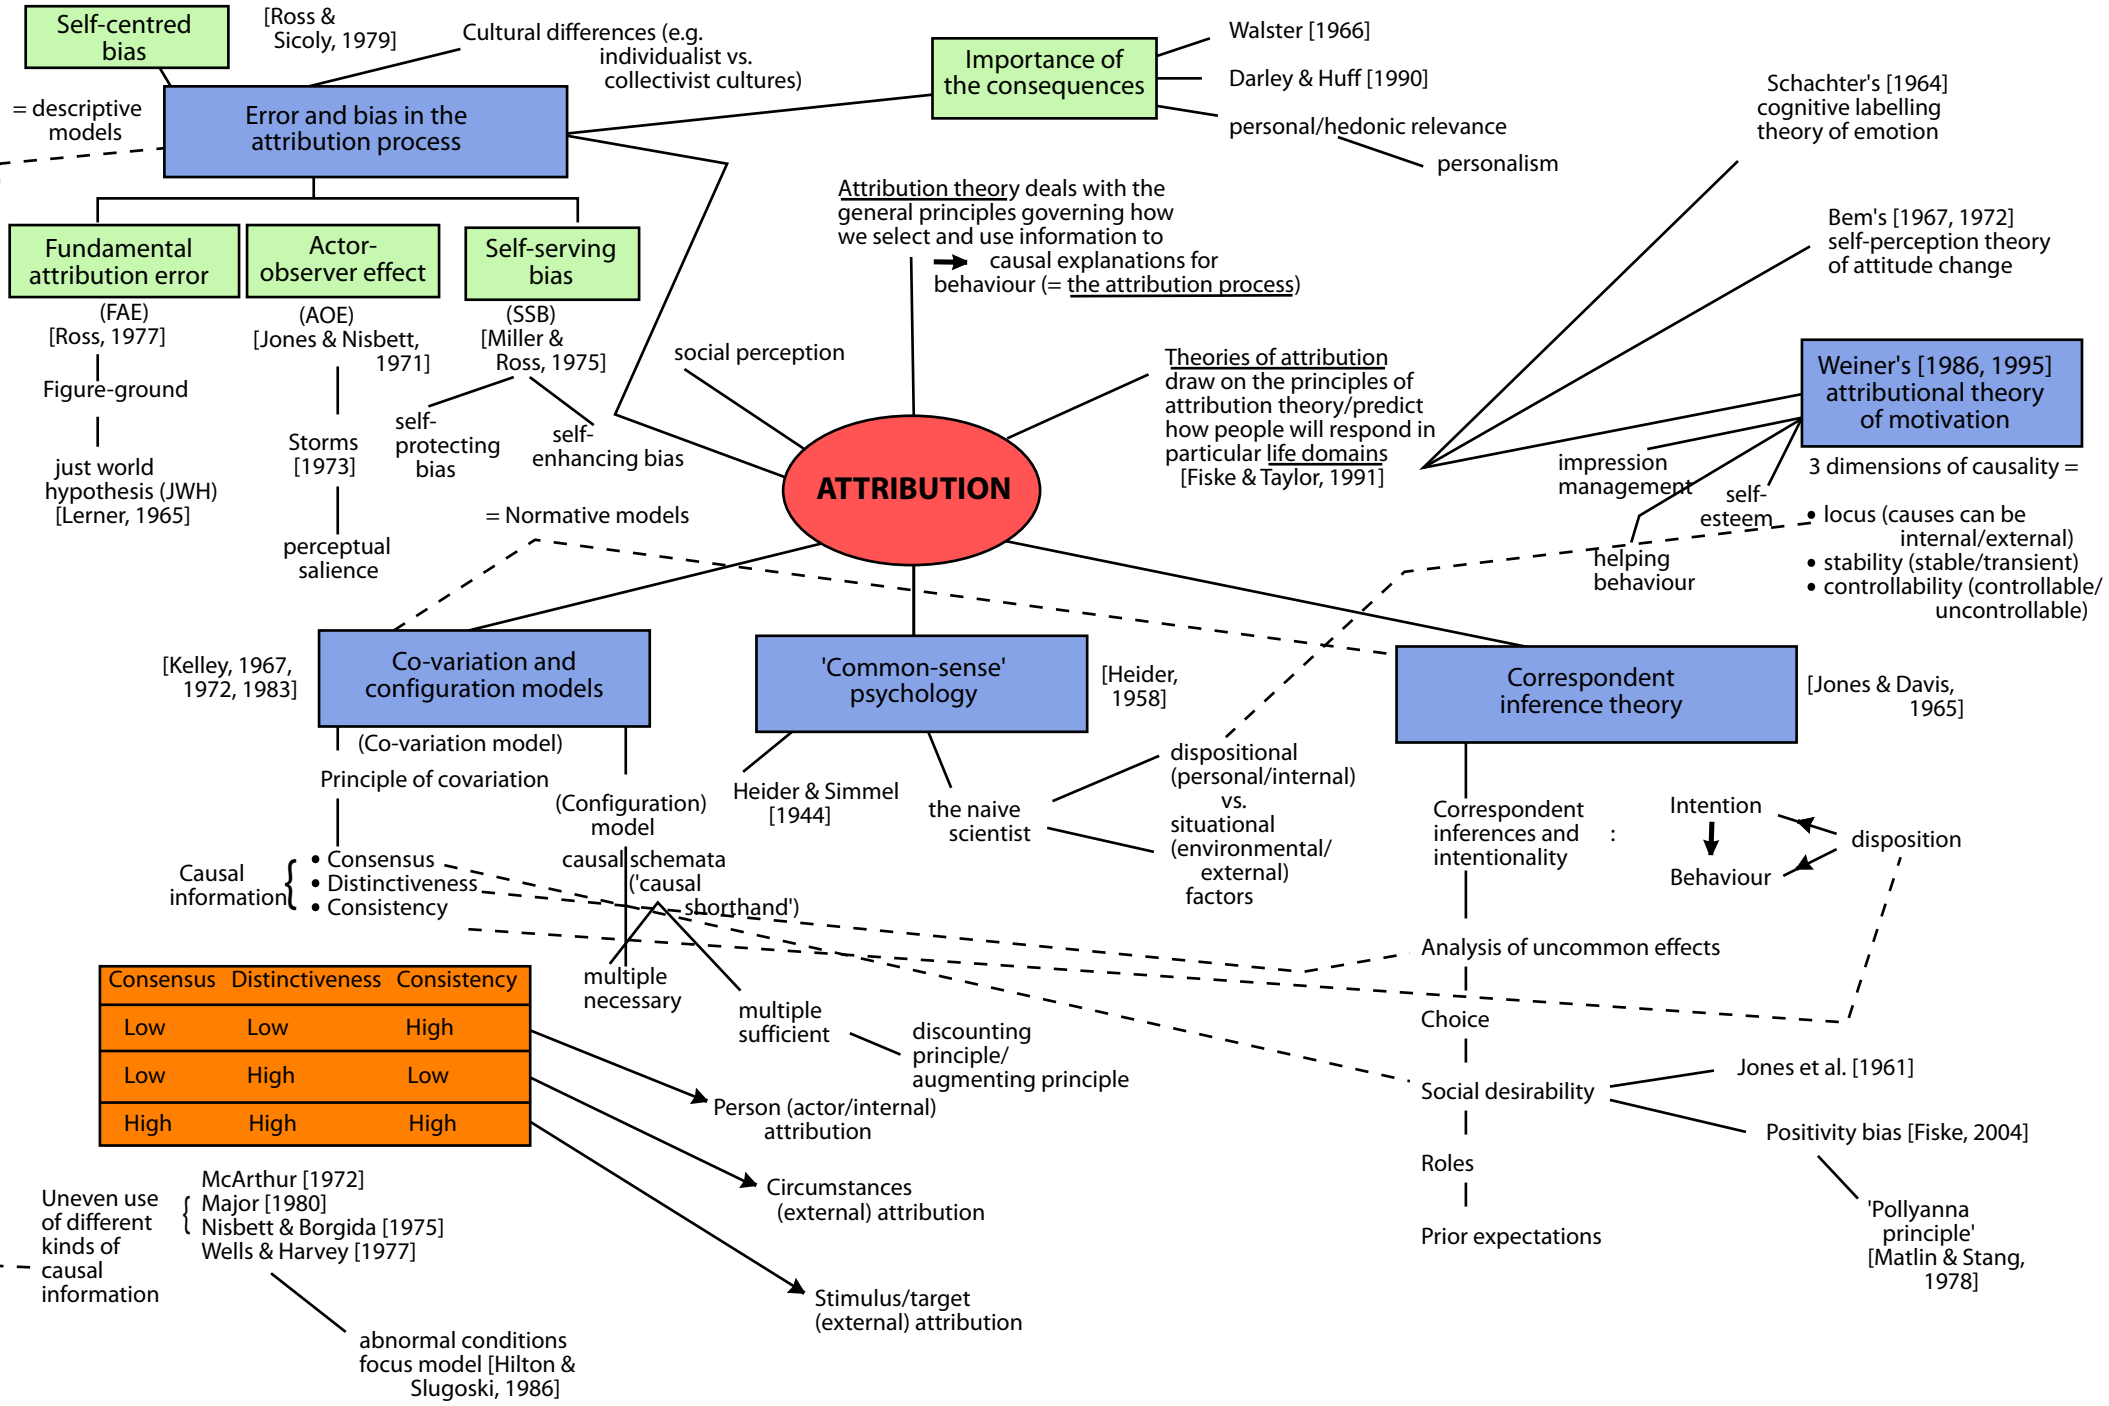 Self-centred
bias
[Ross &
Sicoly, 1979]
Cultural differences (e.g.
individualist vs.
collectivist cultures)
= descriptive
models
Error and bias in the
attribution process
Importance of
the consequences
Walster [1966]
Darley & Huff [1990]
personal/hedonic relevance
personalism
Schachter's [1964]
cognitive labelling
theory of emotion
Bem's [1967, 1972]
self-perception theory
of attitude change
Attribution theory deals with the
general principles governing how
we select and use information to
causal explanations for
behaviour (= the attribution process)
Fundamental
attribution error
(FAE)
[Ross, 1977]
Figure-ground
just world
hypothesis (JWH)
[Lerner, 1965]
Actor-
observer effect
(AOE)
[Jones & Nisbett,
1971]
Storms
[1973]
perceptual
salience
Self-serving
bias
(SSB)
[Miller &
Ross, 1975]
self-
protecting
bias
self-
enhancing bias
social perception
Theories of attribution
draw on the principles of
attribution theory/predict
how people will respond in
particular life domains
[Fiske & Taylor, 1991]
Weiner's [1986, 1995]
attributional theory
of motivation
impression
management
self-
esteem
helping
behaviour
3 dimensions of causality =
• locus (causes can be
internal/external)
• stability (stable/transient)
• controllability (controllable/
uncontrollable)
ATTRIBUTION
= Normative models
[Kelley, 1967,
1972, 1983]
Co-variation and
configuration models
'Common-sense'
psychology
[Heider,
1958]
Correspondent
inference theory
[Jones & Davis,
1965]
(Co-variation model)
Principle of covariation
(Configuration)
model
causal schemata
('causal
shorthand')
Causal
information
{
• Consensus
• Distinctiveness
• Consistency
multiple
necessary
multiple
sufficient
discounting
principle/
augmenting principle
Heider & Simmel
[1944]
the naive
scientist
dispositional
(personal/internal)
vs.
situational
(environmental/
external)
factors
Correspondent
inferences and
intentionality
:
Intention
Behaviour
disposition
Analysis of uncommon effects
Choice
Social desirability
Roles
Prior expectations
Jones et al. [1961]
Positivity bias [Fiske, 2004]
'Pollyanna
principle'
[Matlin & Stang,
1978]
Consensus Distinctiveness Consistency
Low Low High
Low High Low
High High High
Person (actor/internal)
attribution
Circumstances
(external) attribution
Stimulus/target
(external) attribution
Uneven use
of different
kinds of
causal
information
{
McArthur [1972]
Major [1980]
Nisbett & Borgida [1975]
Wells & Harvey [1977]
abnormal conditions
focus model [Hilton &
Slugoski, 1986]